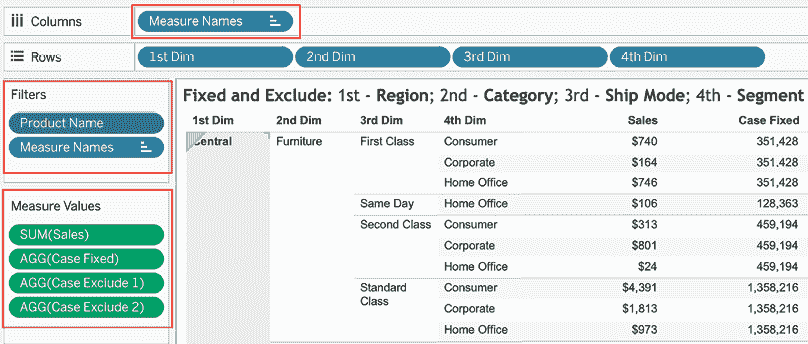 Columns Measure Names
Rows 1st Dim 2nd Dim 3rd Dim 4th Dim
Filters
Product Name
Measure Names
Measure Values
SUM(Sales)
AGG(Case Fixed)
AGG(Case Exclude 1)
AGG(Case Exclude 2)
Fixed and Exclude: 1st - Region; 2nd - Category; 3rd - Ship Mode; 4th - Segment
1st Dim 2nd Dim 3rd Dim 4th Dim Sales Case Fixed
Central Furniture First Class Consumer $740 351,428
Corporate $164 351,428
Home Office $746 351,428
Same Day Home Office $106 128,363
Second Class Consumer $313 459,194
Corporate $801 459,194
Home Office $24 459,194
Standard Consumer $4,391 1,358,216
Class Corporate $1,813 1,358,216
Home Office $973 1,358,216